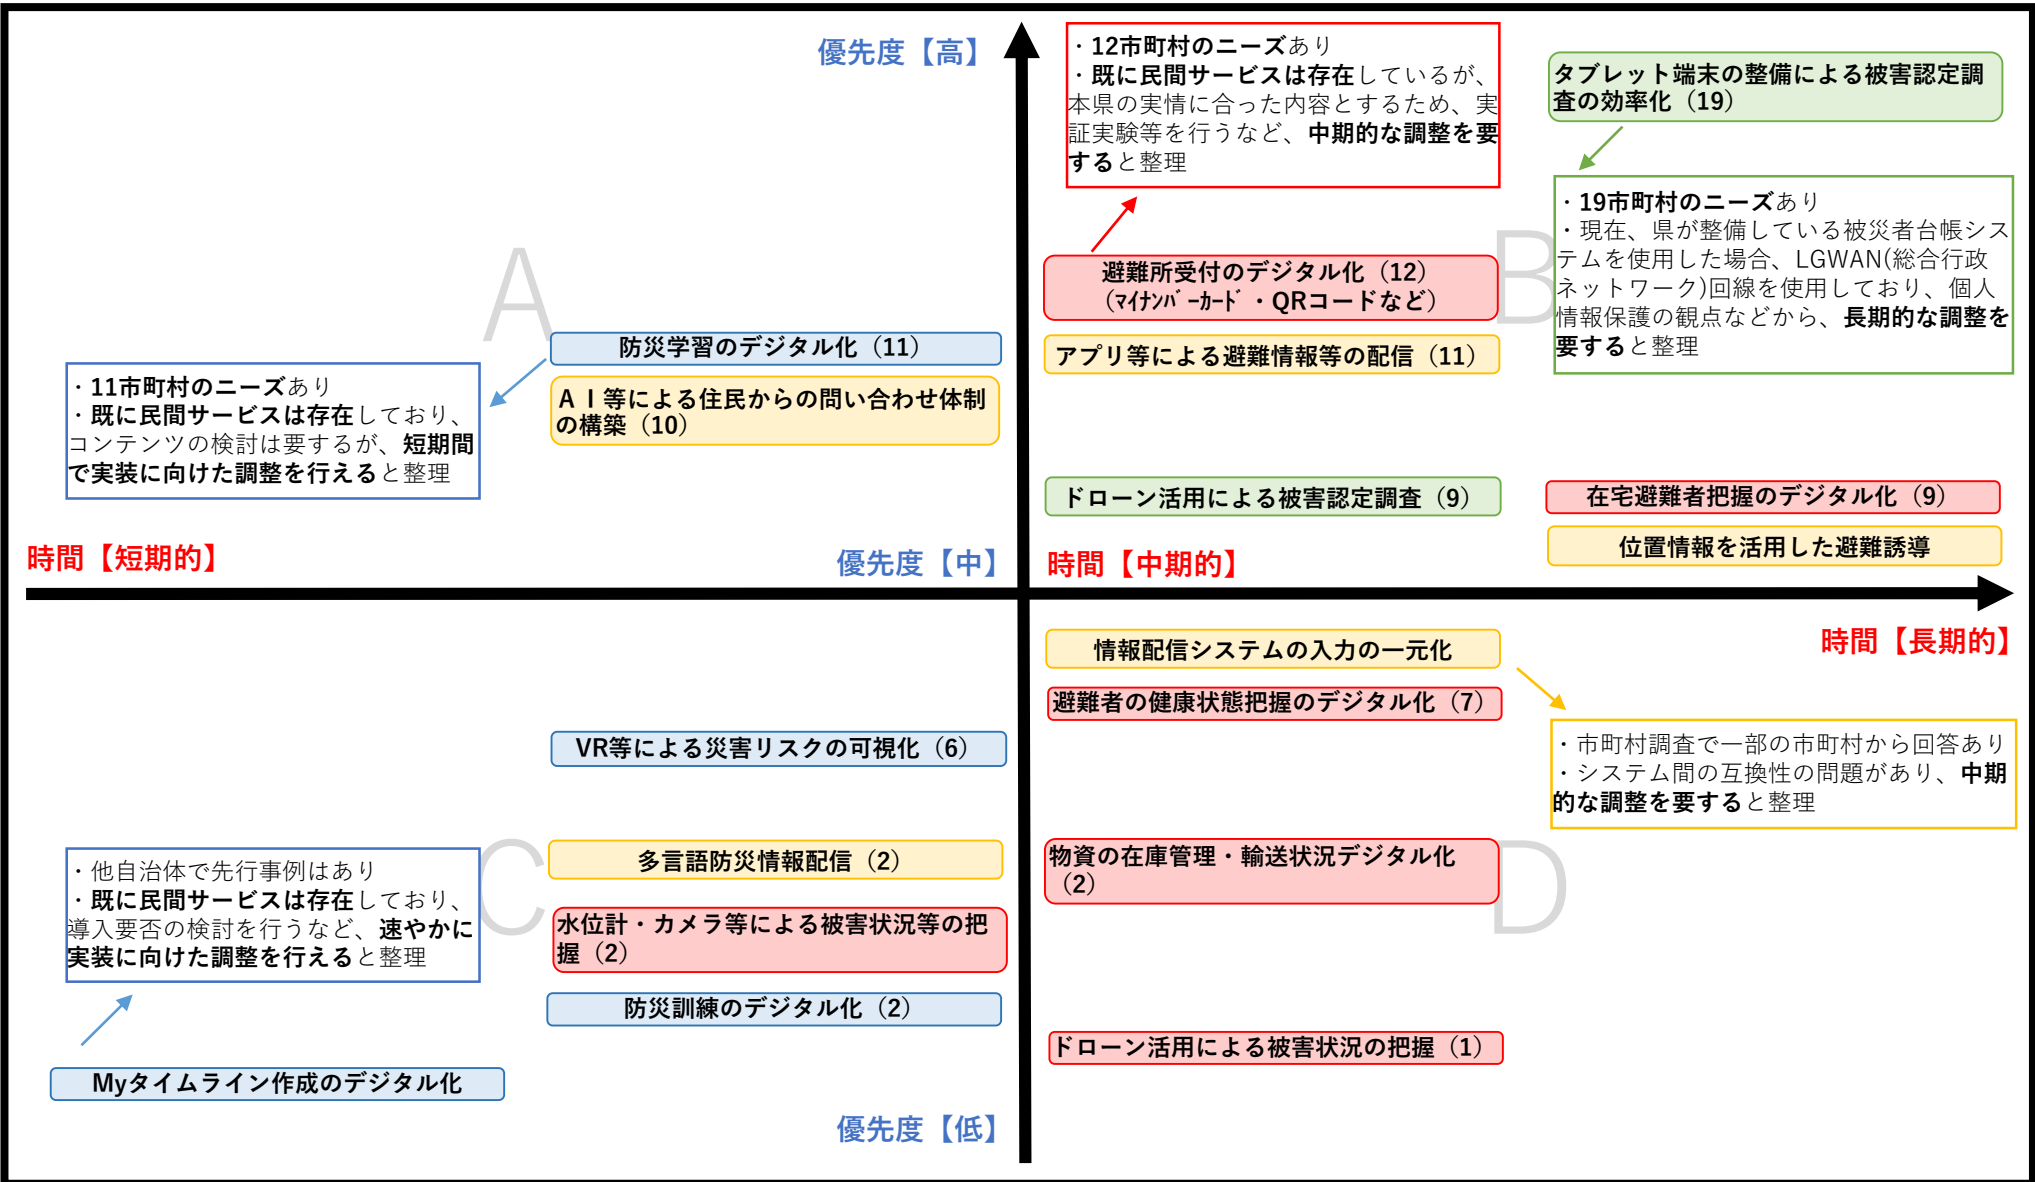 優先度【高】
・12市町村のニーズあり
・既に民間サービスは存在しているが、
本県の実情に合った内容とするため、実
証実験等を行うなど、中期的な調整を要
すると整理
タブレット端末の整備による被害認定調
査の効率化（19）
・19市町村のニーズあり
・現在、県が整備している被災者台帳シス
テムを使用した場合、LGWAN(総合行政
ネットワーク)回線を使用しており、個人
情報保護の観点などから、長期的な調整を
要すると整理
A
B
避難所受付のデジタル化（12）
（ﾏｲﾅﾝﾊﾞｰｶｰﾄﾞ・QRコードなど）
防災学習のデジタル化（11）
アプリ等による避難情報等の配信（11）
・11市町村のニーズあり
・既に民間サービスは存在しており、
コンテンツの検討は要するが、短期間
で実装に向けた調整を行えると整理
ＡＩ等による住民からの問い合わせ体制
の構築（10）
ドローン活用による被害認定調査（9）
在宅避難者把握のデジタル化（9）
位置情報を活用した避難誘導
時間【短期的】
優先度【中】
時間【中期的】
時間【長期的】
情報配信システムの入力の一元化
避難者の健康状態把握のデジタル化（7）
VR等による災害リスクの可視化（6）
・市町村調査で一部の市町村から回答あり
・システム間の互換性の問題があり、中期
的な調整を要すると整理
C
D
多言語防災情報配信（2）
物資の在庫管理・輸送状況デジタル化
（2）
・他自治体で先行事例はあり
・既に民間サービスは存在しており、
導入要否の検討を行うなど、速やかに
実装に向けた調整を行えると整理
水位計・カメラ等による被害状況等の把
握（2）
防災訓練のデジタル化（2）
ドローン活用による被害状況の把握（1）
Myタイムライン作成のデジタル化
優先度【低】